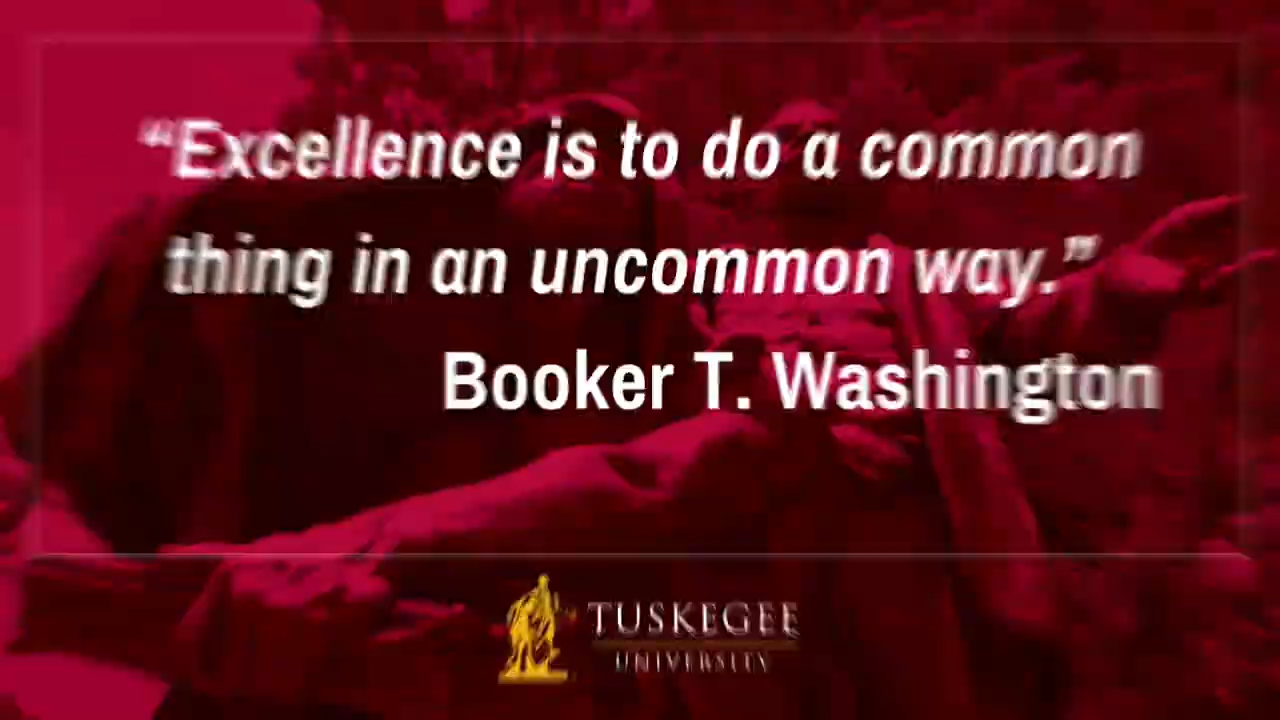 “Excellence is to do a common
thing in an uncommon way.”
Booker T. Washington
TUSKEGEE
UNIVERSITY